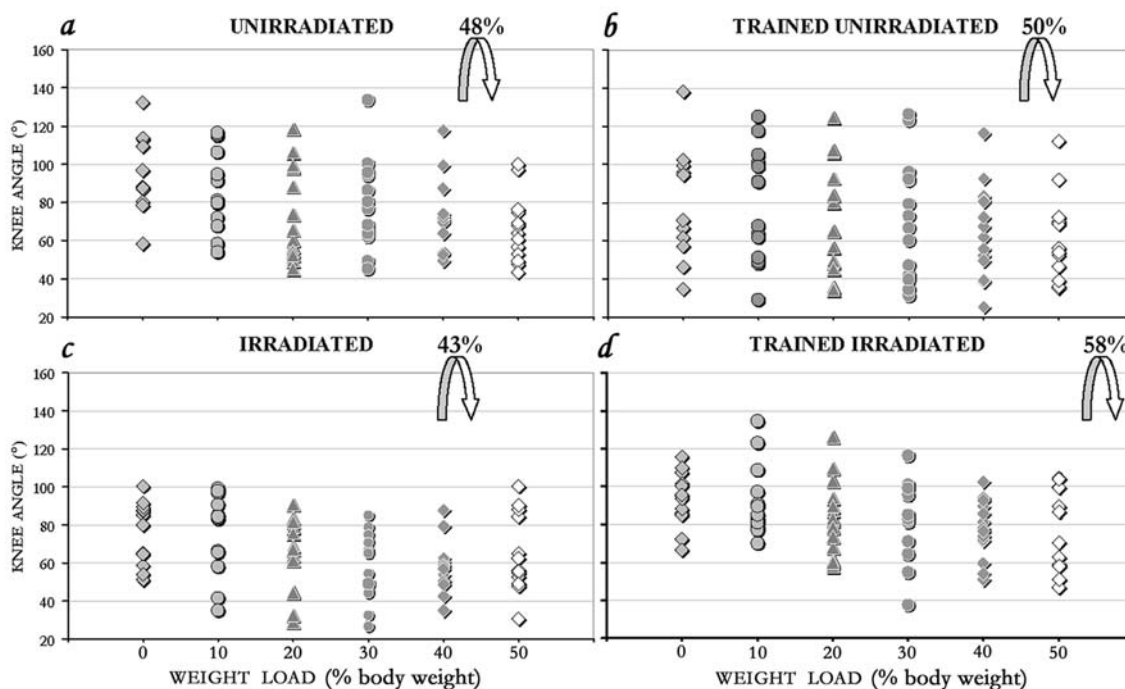 a UNIRRADIATED 48%
b TRAINED UNIRRADIATED 50%
KNEE ANGLE (°)
160
140
120
100
80
60
40
20
c IRRADIATED 43%
d TRAINED IRRADIATED 58%
KNEE ANGLE (°)
160
140
120
100
80
60
40
20
0 10 20 30 40 50
0 10 20 30 40 50
WEIGHT LOAD (% body weight)
WEIGHT LOAD (% body weight)